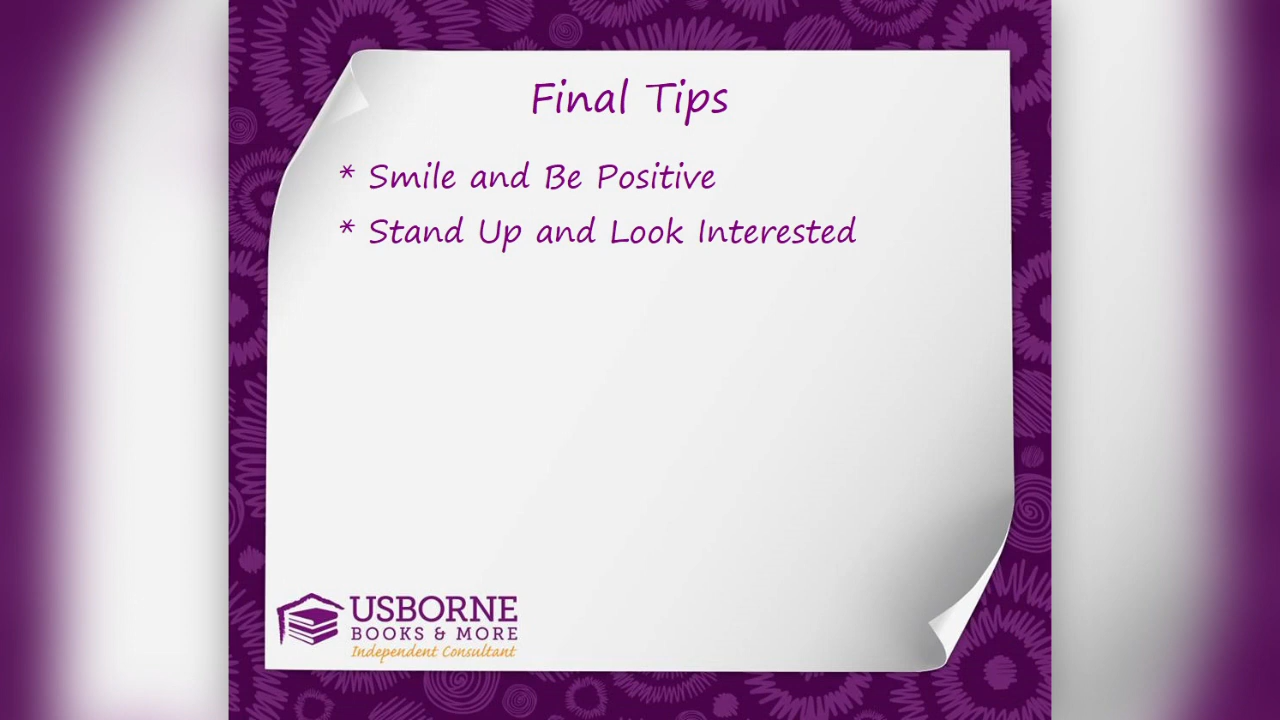 Final Tips
* Smile and Be Positive
* Stand Up and Look Interested
USBORNE
BOOKS & MORE
Independent Consultant